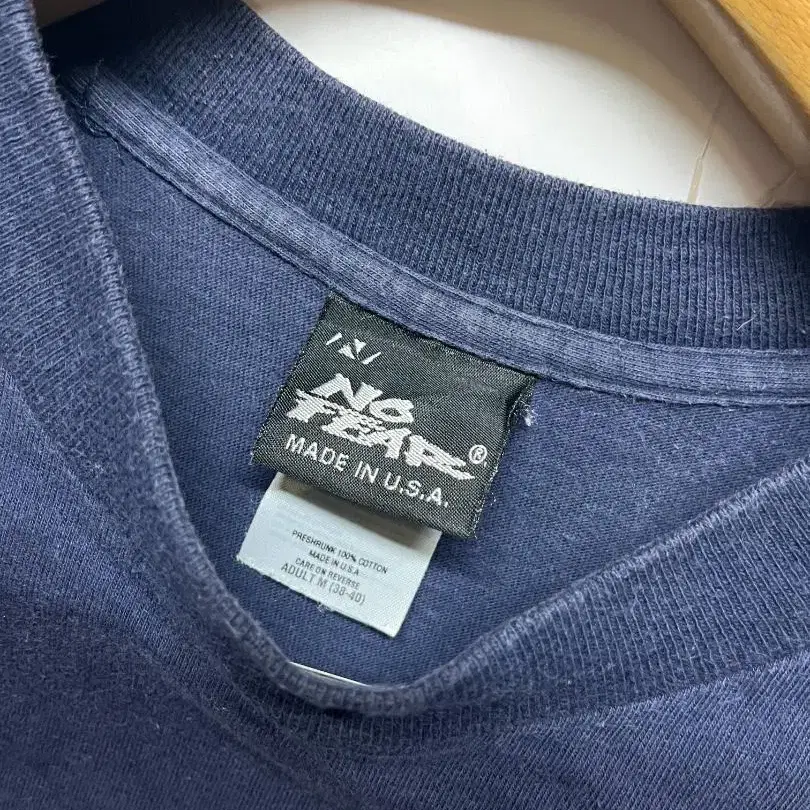 NO
FEAR®
MADE IN U.S.A.
PRESHRUNK 100% COTTON
MADE IN U.S.A
CARE ON REVERSE
ADULT M (38-40)